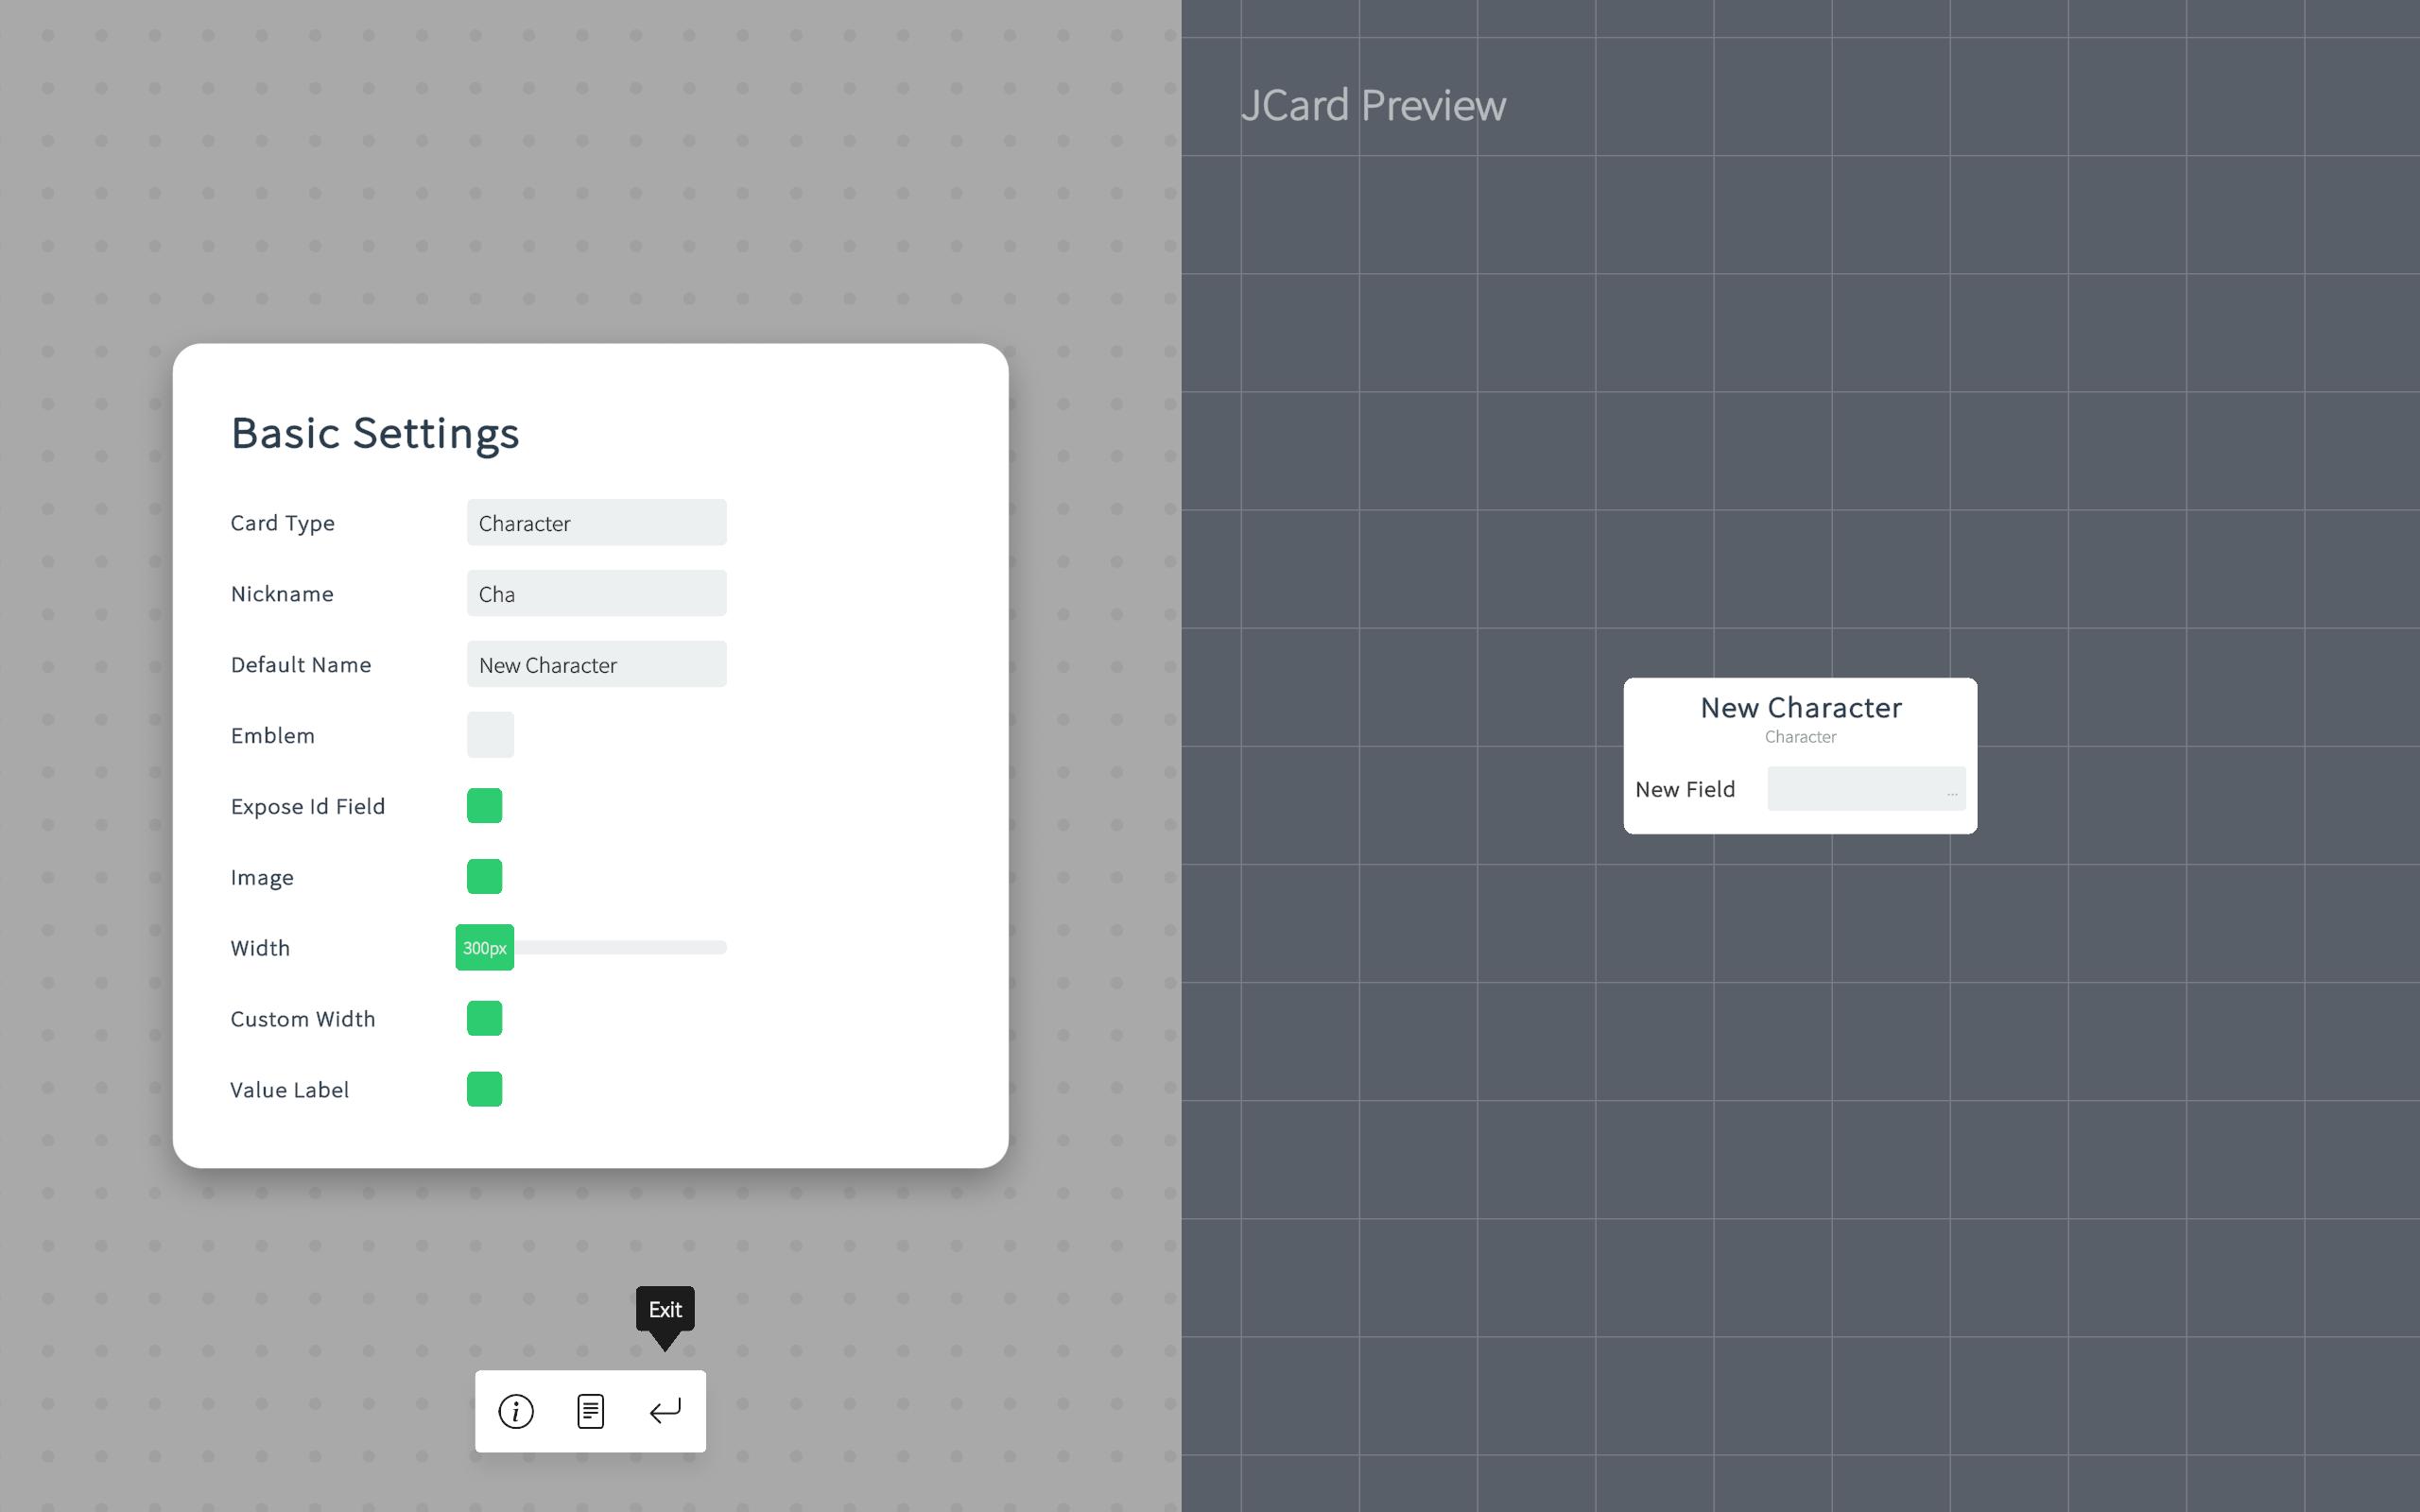 JCard Preview
Basic Settings
Card Type
Character
Nickname
Cha
Default Name
New Character
Emblem
Expose Id Field
Image
Width
300px
Custom Width
Value Label
Exit
i
New Character
Character
New Field
...